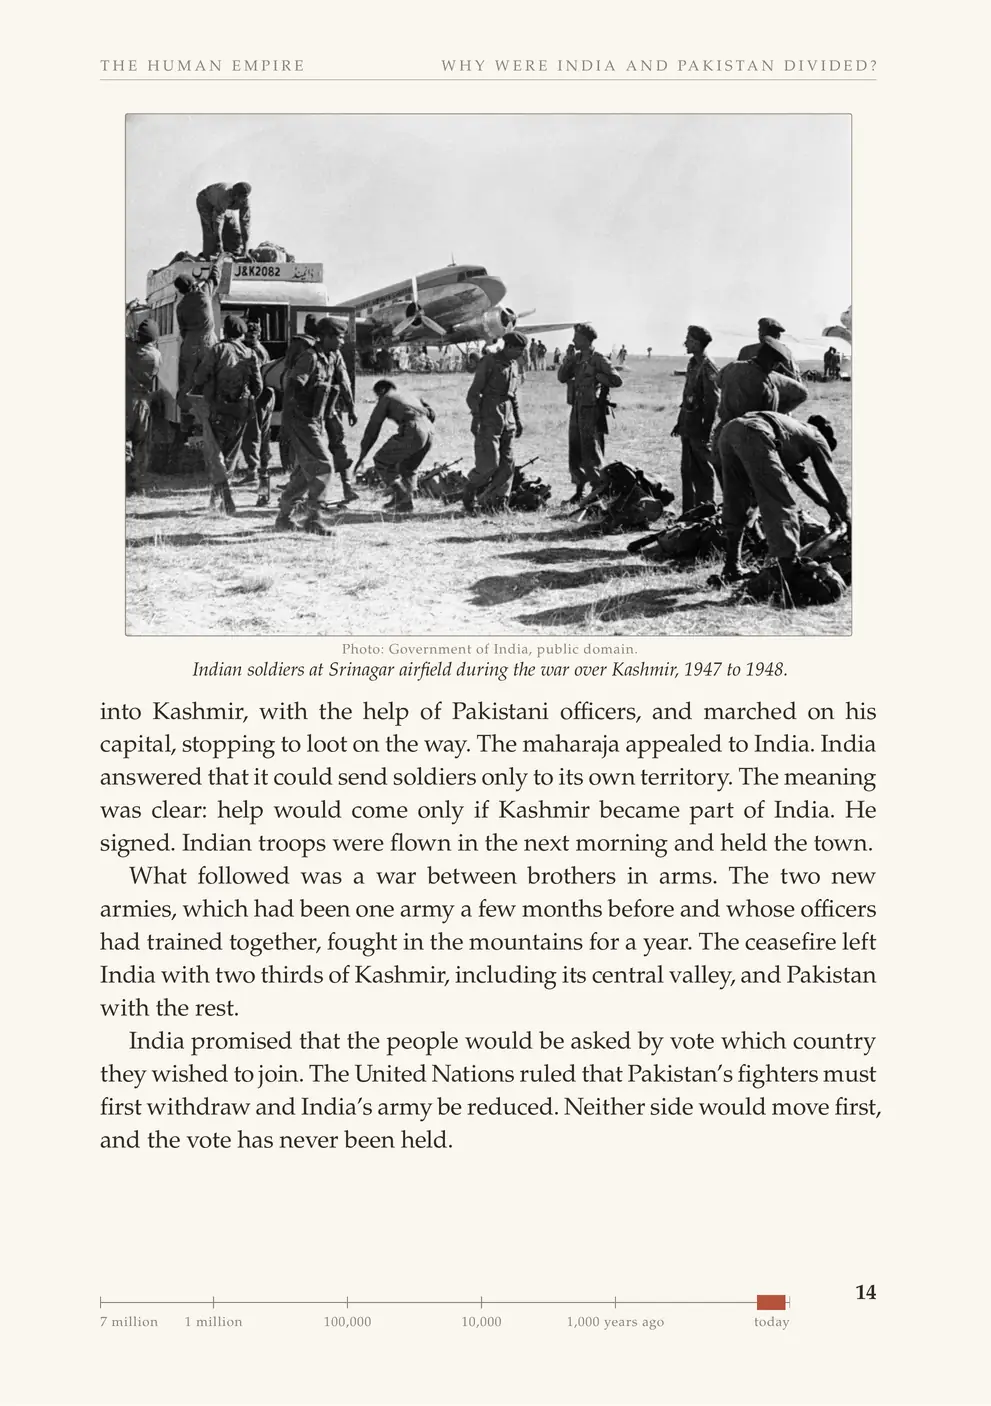 THE HUMAN EMPIRE
WHY WERE INDIA AND PAKISTAN DIVIDED?
J&K2082
Photo: Government of India, public domain.
Indian soldiers at Srinagar airfield during the war over Kashmir, 1947 to 1948.
into Kashmir, with the help of Pakistani officers, and marched on his
capital, stopping to loot on the way. The maharaja appealed to India. India
answered that it could send soldiers only to its own territory. The meaning
was clear: help would come only if Kashmir became part of India. He
signed. Indian troops were flown in the next morning and held the town.
What followed was a war between brothers in arms. The two new
armies, which had been one army a few months before and whose officers
had trained together, fought in the mountains for a year. The ceasefire left
India with two thirds of Kashmir, including its central valley, and Pakistan
with the rest.
India promised that the people would be asked by vote which country
they wished to join. The United Nations ruled that Pakistan’s fighters must
first withdraw and India’s army be reduced. Neither side would move first,
and the vote has never been held.
14
7 million 1 million 100,000 10,000 1,000 years ago today